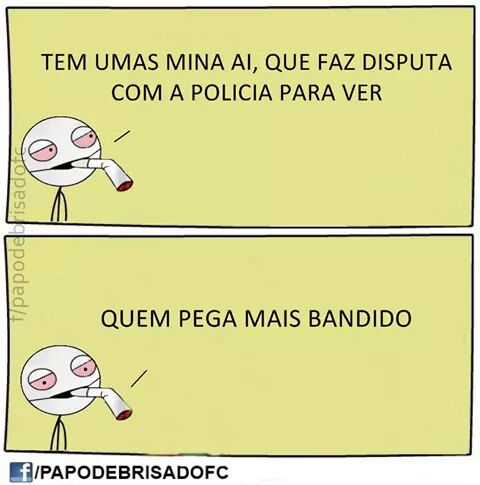 TEM UMAS MINA AI, QUE FAZ DISPUTA
COM A POLICIA PARA VER
f/papodebrisadofc
QUEM PEGA MAIS BANDIDO
f/PAPODEBRISADOFC